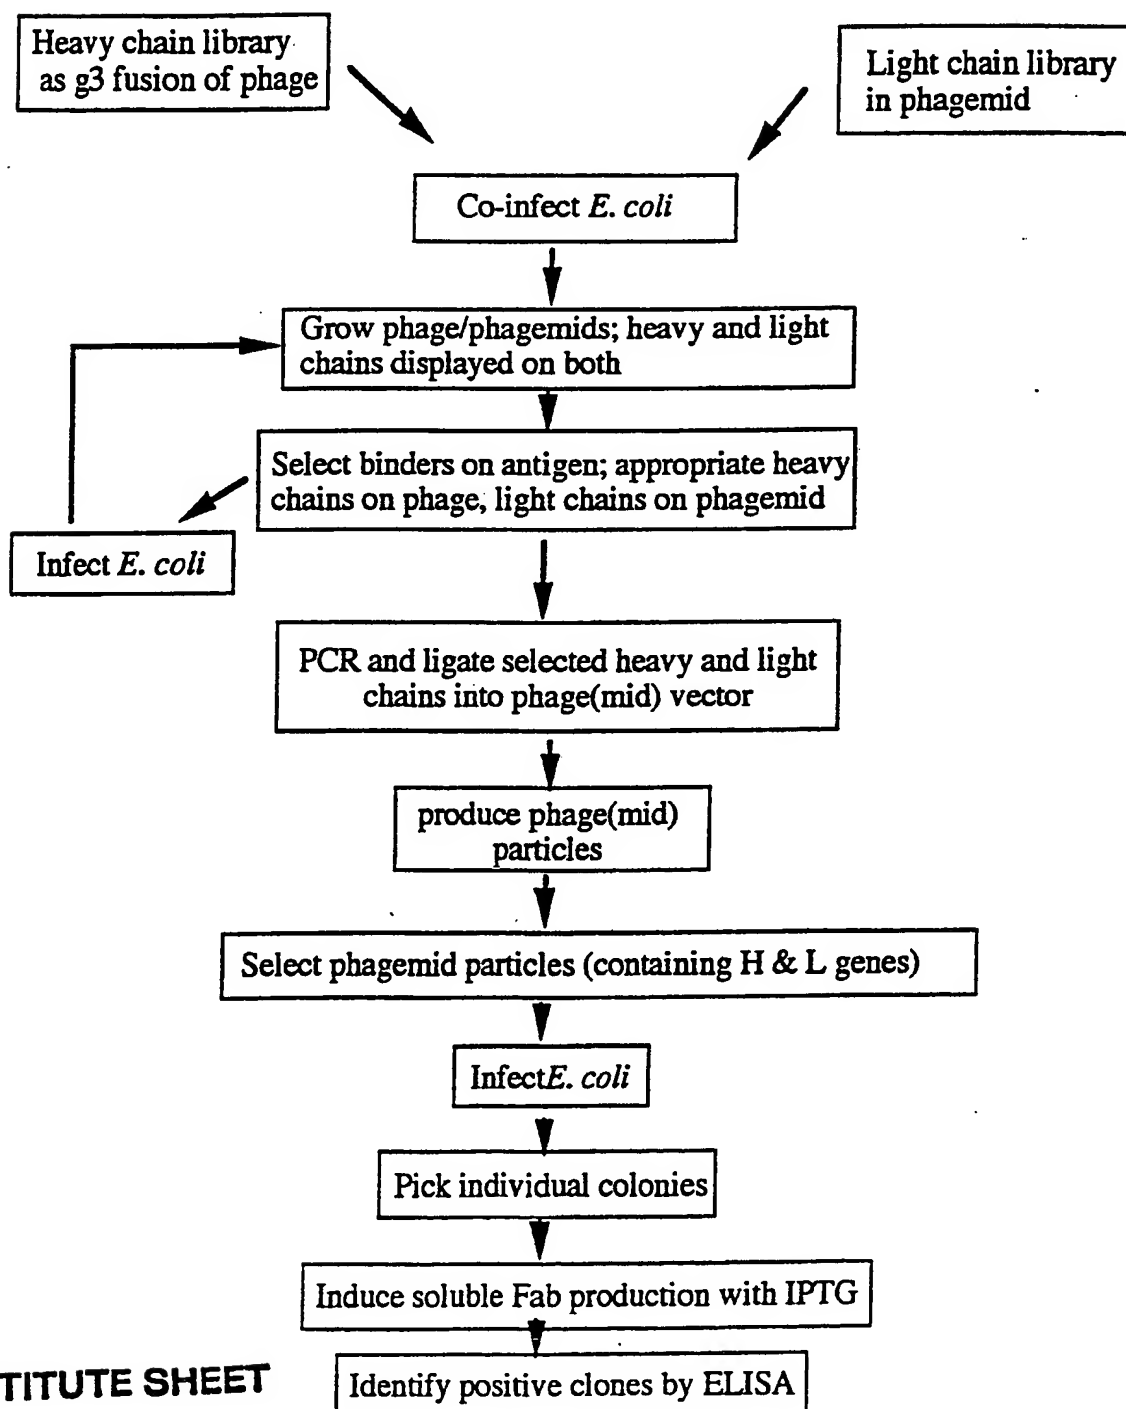 Heavy chain library
as g3 fusion of phage
Light chain library
in phagemid
Co-infect E. coli
Grow phage/phagemids; heavy and light
chains displayed on both
Select binders on antigen; appropriate heavy
chains on phage, light chains on phagemid
Infect E. coli
PCR and ligate selected heavy and light
chains into phage(mid) vector
produce phage(mid)
particles
Select phagemid particles (containing H & L genes)
InfectE. coli
Pick individual colonies
Induce soluble Fab production with IPTG
Identify positive clones by ELISA
TITUTE SHEET